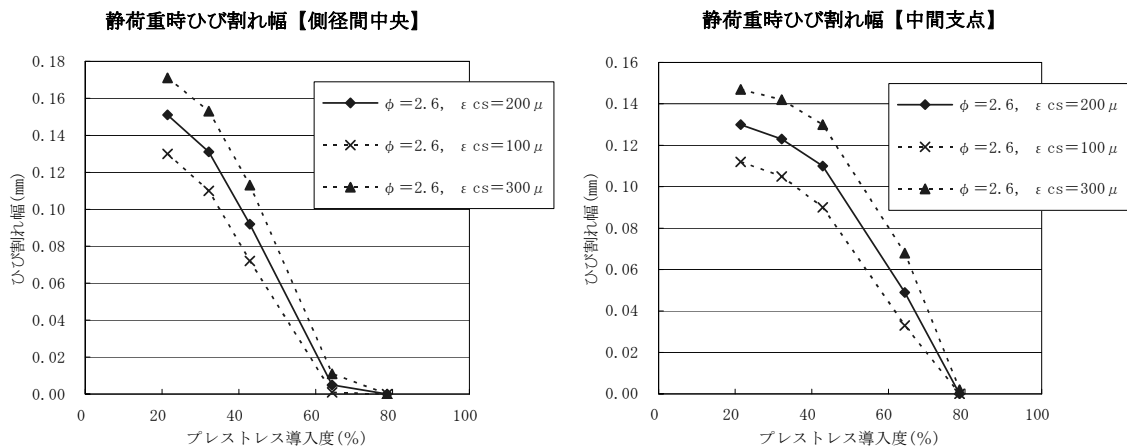 静荷重時ひび割れ幅【側径間中央】
0.18
0.16
0.14
0.12
0.10
0.08
0.06
0.04
0.02
0.00
ひび割れ幅(mm)
φ=2.6, εcs=200μ
φ=2.6, εcs=100μ
φ=2.6, εcs=300μ
0 20 40 60 80 100
プレストレス導入度(%)
静荷重時ひび割れ幅【中間支点】
0.16
0.14
0.12
0.10
0.08
0.06
0.04
0.02
0.00
ひび割れ幅(mm)
φ=2.6, εcs=200μ
φ=2.6, εcs=100μ
φ=2.6, εcs=300μ
0 20 40 60 80 100
プレストレス導入度(%)